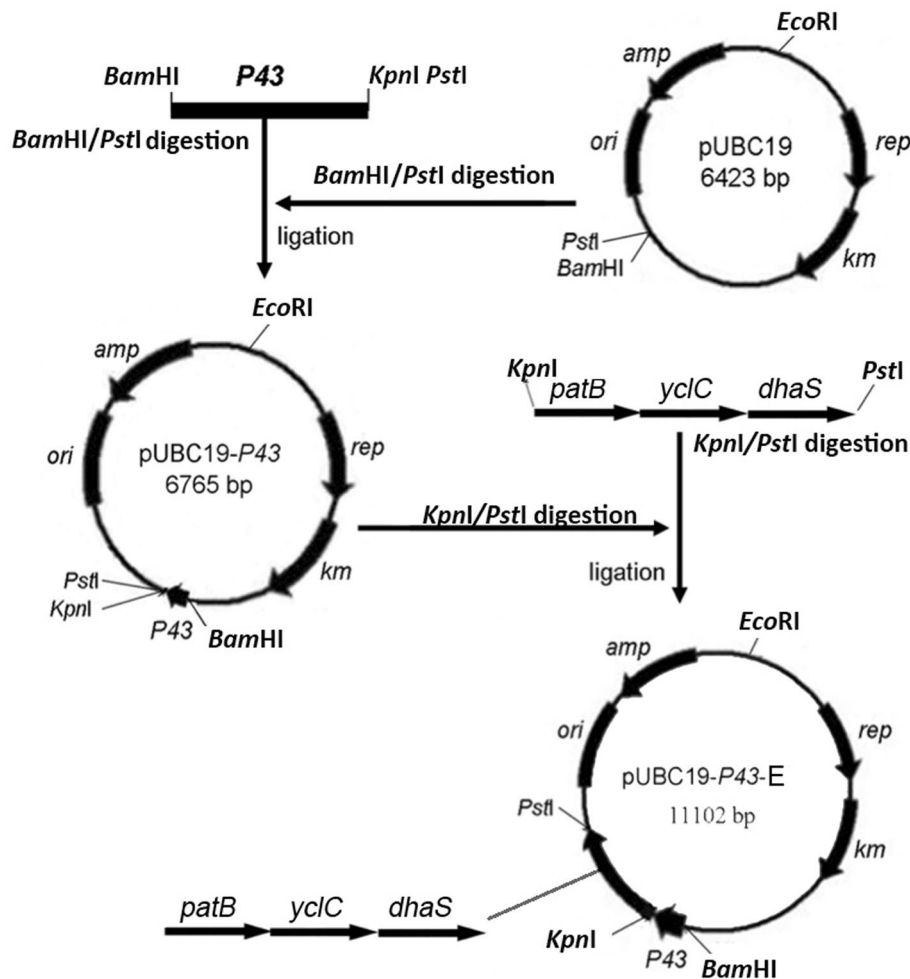 EcoRI
BamHI P43 KpnI PstI
amp
BamHI/PstI digestion
ori
pUBC19
6423 bp
rep
BamHI/PstI digestion
ligation
PstI
BamHI
km
EcoRI
amp
ori
pUBC19-P43
6765 bp
rep
km
PstI
KpnI
P43
BamHI
KpnI
PstI
patB yclC dhaS
KpnI/PstI digestion
KpnI/PstI digestion
ligation
EcoRI
amp
ori
rep
pUBC19-P43-E
11102 bp
PstI
km
patB yclC dhaS
KpnI
P43
BamHI